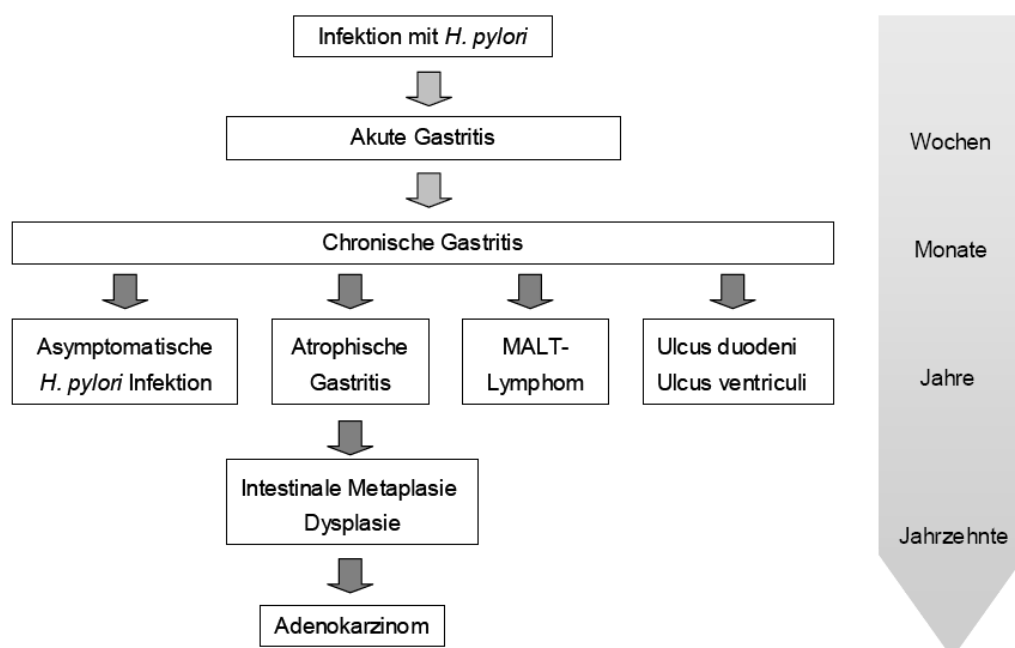 Infektion mit H. pylori
Akute Gastritis
Wochen
Chronische Gastritis
Monate
Asymptomatische
H. pylori Infektion
Atrophische
Gastritis
MALT-
Lymphom
Ulcus duodeni
Ulcus ventriculi
Jahre
Intestinale Metaplasie
Dysplasie
Jahrzehnte
Adenokarzinom